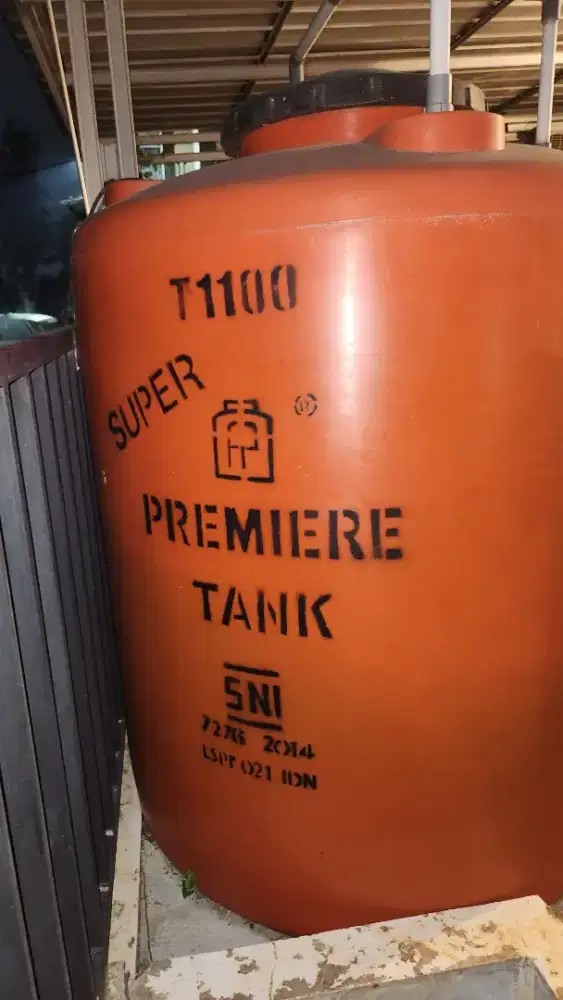 T1100
SUPER
®
PREMIERE
TANK
SNI
7276 2014
LSPr 021 IDN